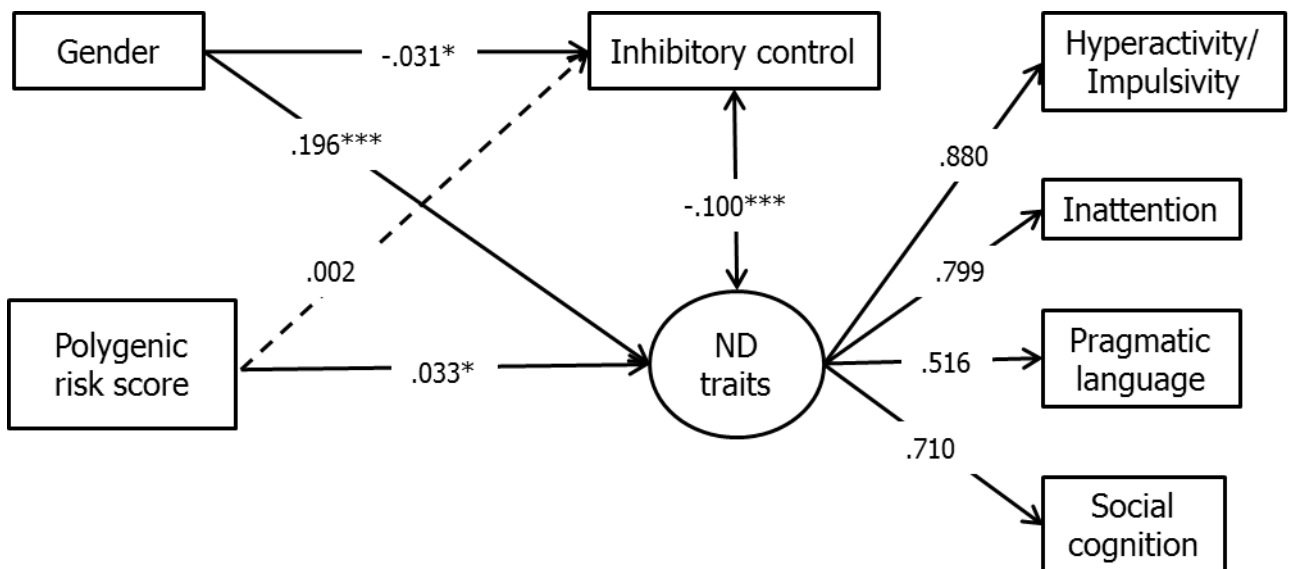 Gender
-.031*
Inhibitory control
Hyperactivity/
Impulsivity
.196***
.880
-.100***
Inattention
.002
.799
Polygenic
risk score
.033*
ND
traits
.516
Pragmatic
language
.710
Social
cognition